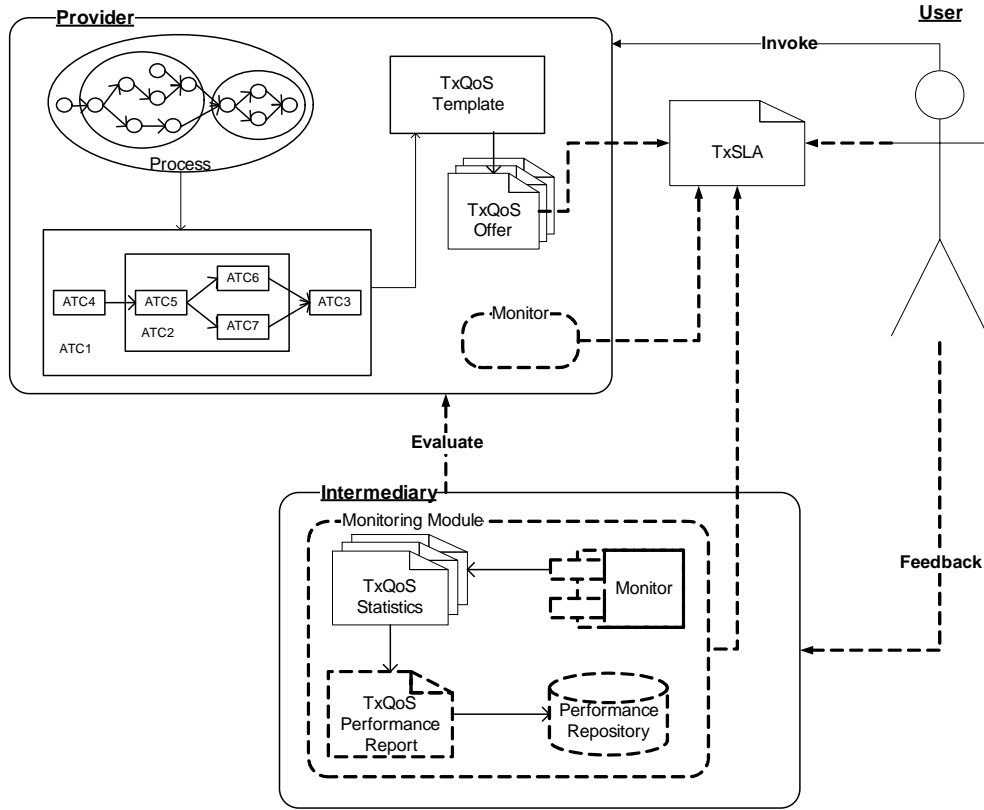 Provider
User
Invoke
TxQoS
Template
Process
TxSLA
TxQoS
Offer
ATC4
ATC5
ATC6
ATC7
ATC3
ATC2
ATC1
Monitor
Evaluate
Intermediary
Monitoring Module
TxQoS
Statistics
Monitor
Feedback
TxQoS
Performance
Report
Performance
Repository